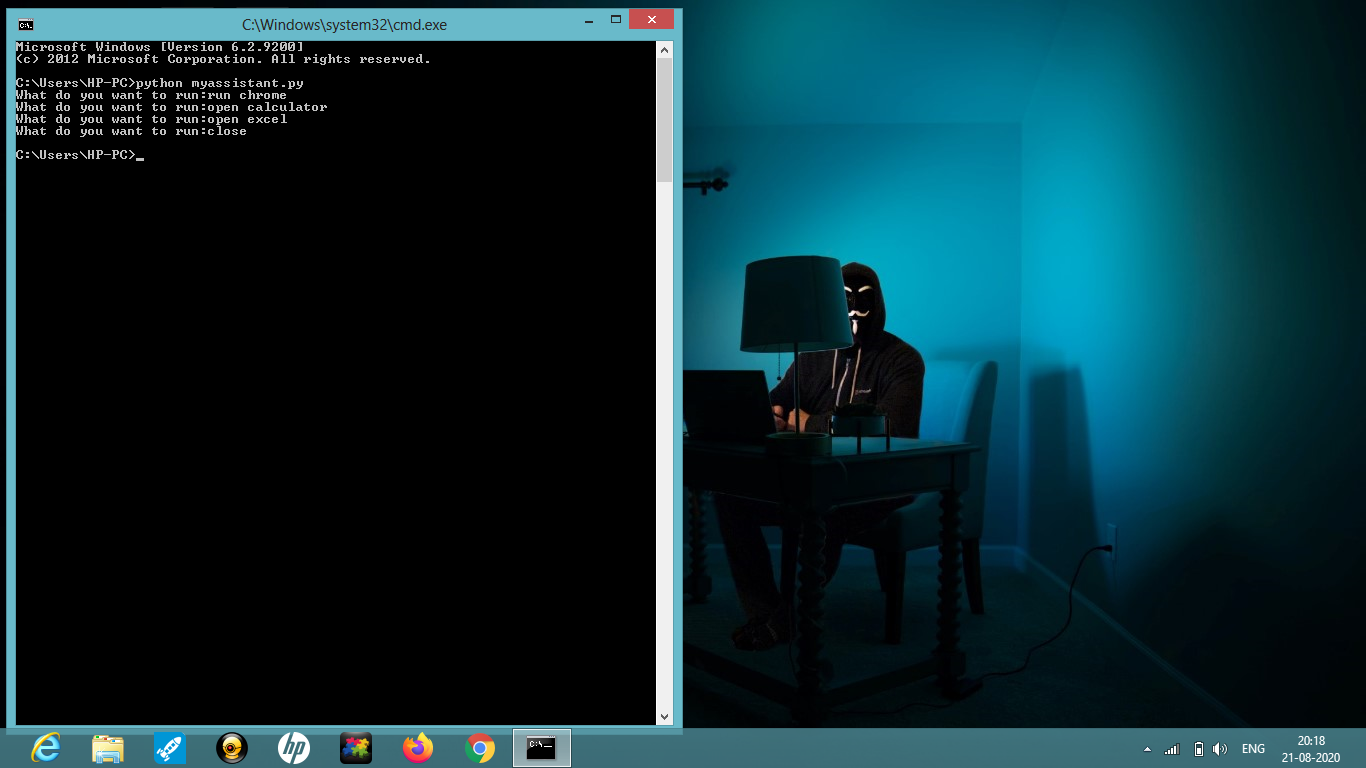 C:\Windows\system32\cmd.exe
Microsoft Windows [Version 6.2.9200]
(c) 2012 Microsoft Corporation. All rights reserved.
C:\Users\HP-PC>python myassistant.py
What do you want to run:run chrome
What do you want to run:open calculator
What do you want to run:open excel
What do you want to run:close
C:\Users\HP-PC>_
hp
C:\_
ENG
20:18
21-08-2020